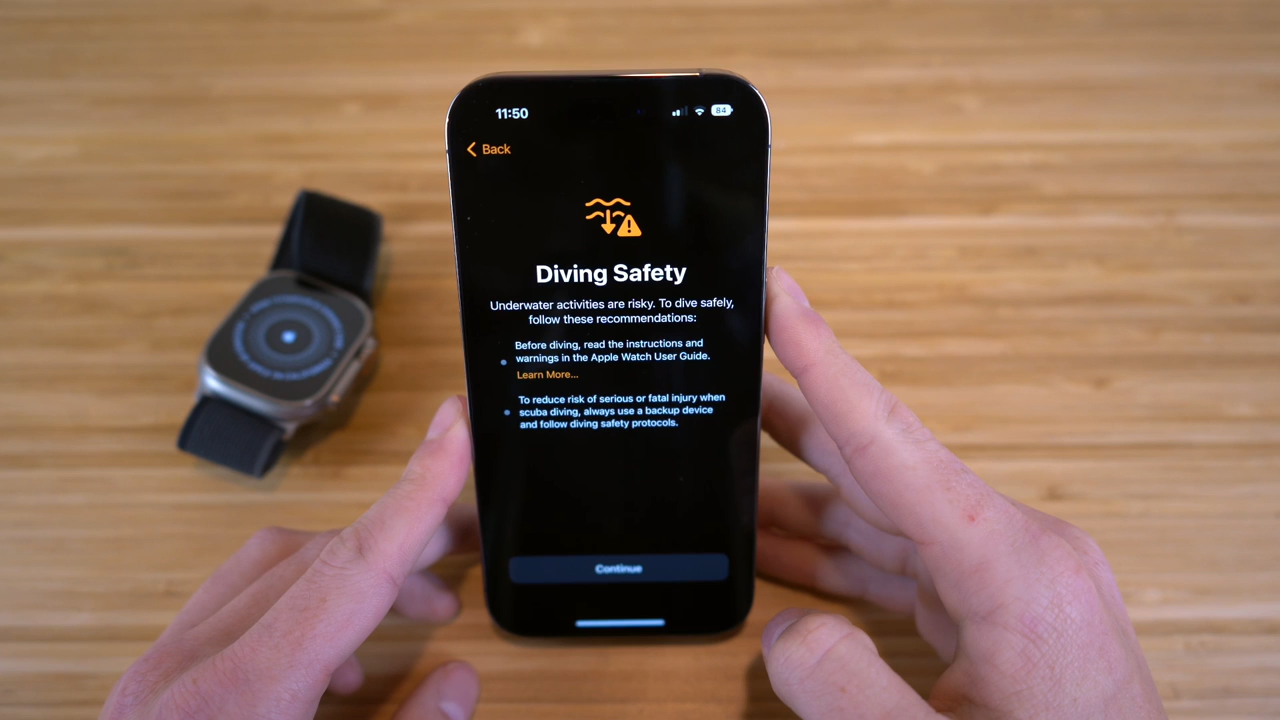 11:50
84
Back
Diving Safety
Underwater activities are risky. To dive safely,
follow these recommendations:
Before diving, read the instructions and
warnings in the Apple Watch User Guide.
Learn More...
To reduce risk of serious or fatal injury when
scuba diving, always use a backup device
and follow diving safety protocols.
Continue